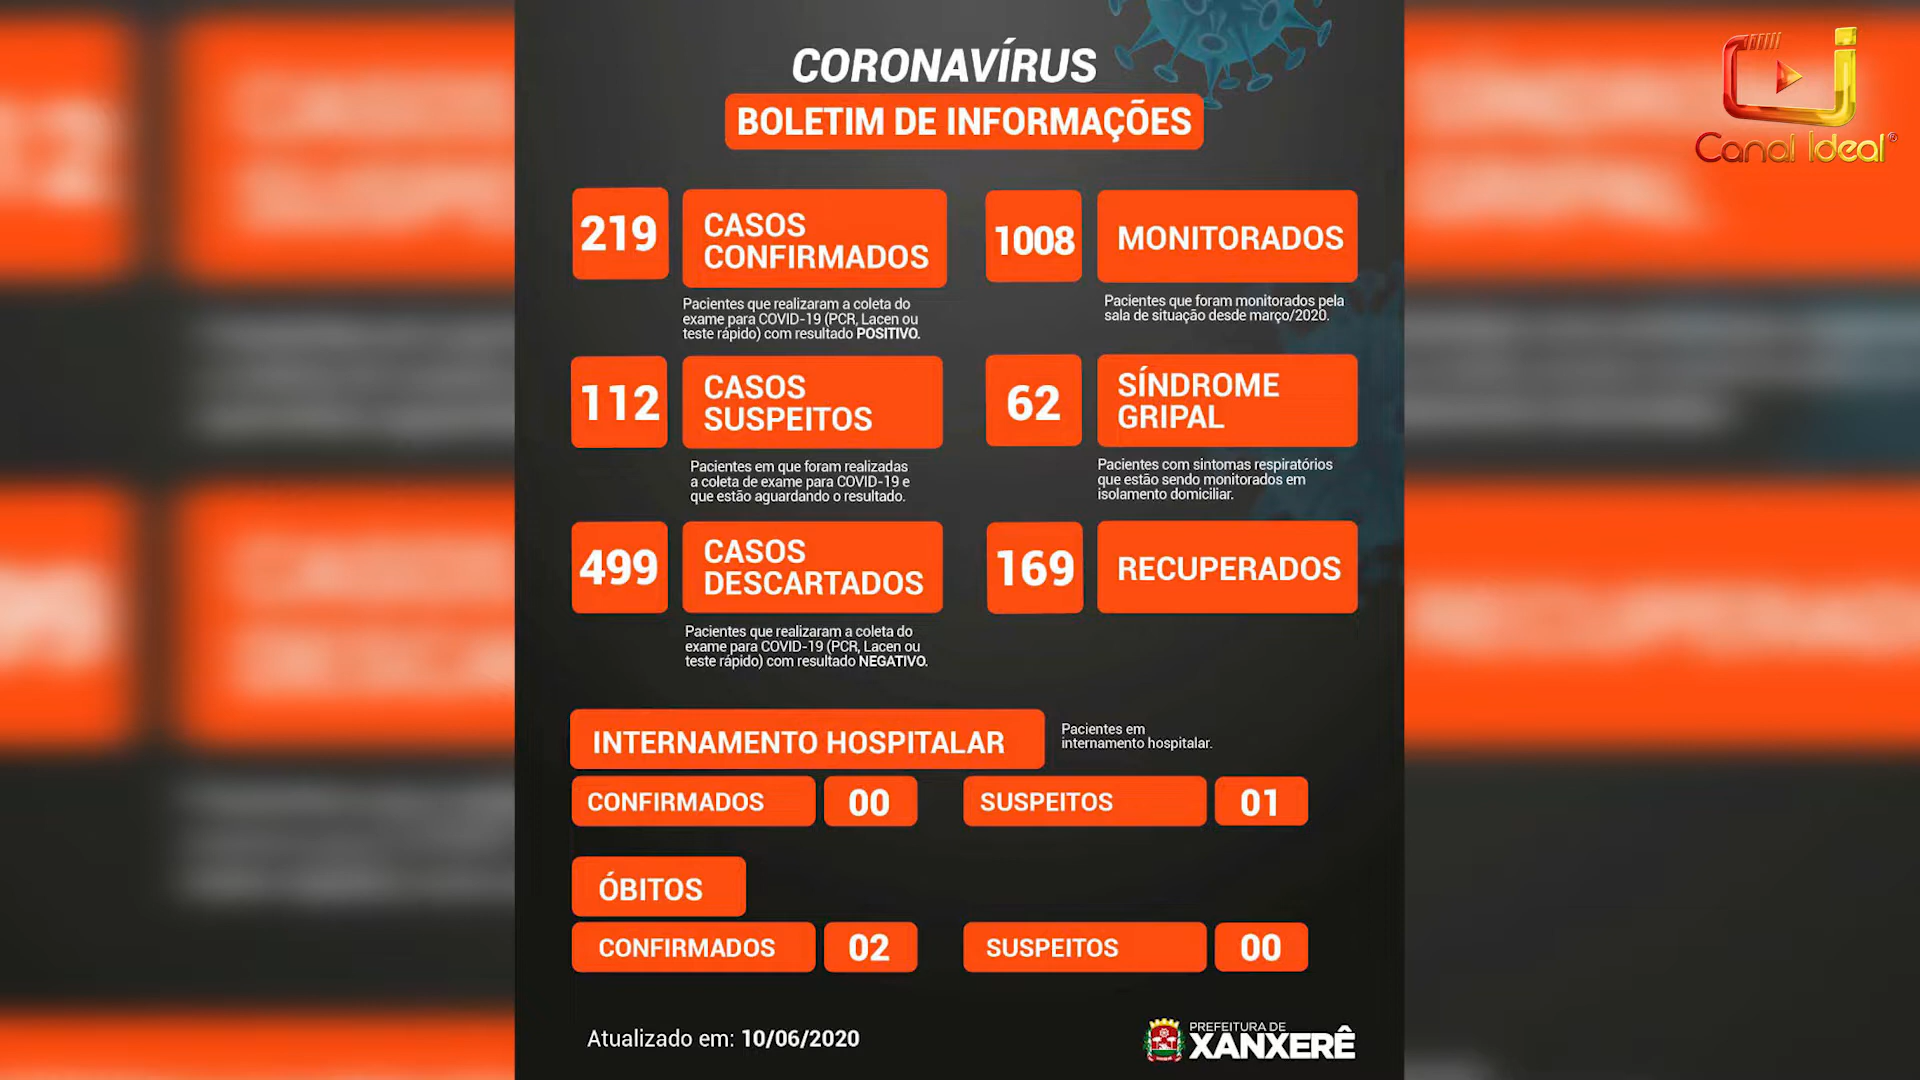 CORONAVÍRUS
BOLETIM DE INFORMAÇÕES
Canal Ideal®
219
CASOS
CONFIRMADOS
Pacientes que realizaram a coleta do
exame para COVID-19 (PCR, Lacen ou
teste rápido) com resultado POSITIVO.
1008
MONITORADOS
Pacientes que foram monitorados pela
sala de situação desde março/2020.
112
CASOS
SUSPEITOS
Pacientes em que foram realizadas
a coleta de exame para COVID-19 e
que estão aguardando o resultado.
62
SÍNDROME
GRIPAL
Pacientes com sintomas respiratórios
que estão sendo monitorados em
isolamento domiciliar.
499
CASOS
DESCARTADOS
Pacientes que realizaram a coleta do
exame para COVID-19 (PCR, Lacen ou
teste rápido) com resultado NEGATIVO.
169
RECUPERADOS
INTERNAMENTO HOSPITALAR
Pacientes em
internamento hospitalar.
CONFIRMADOS 00 SUSPEITOS 01
ÓBITOS
CONFIRMADOS 02 SUSPEITOS 00
Atualizado em: 10/06/2020
PREFEITURA DE
XANXERÊ